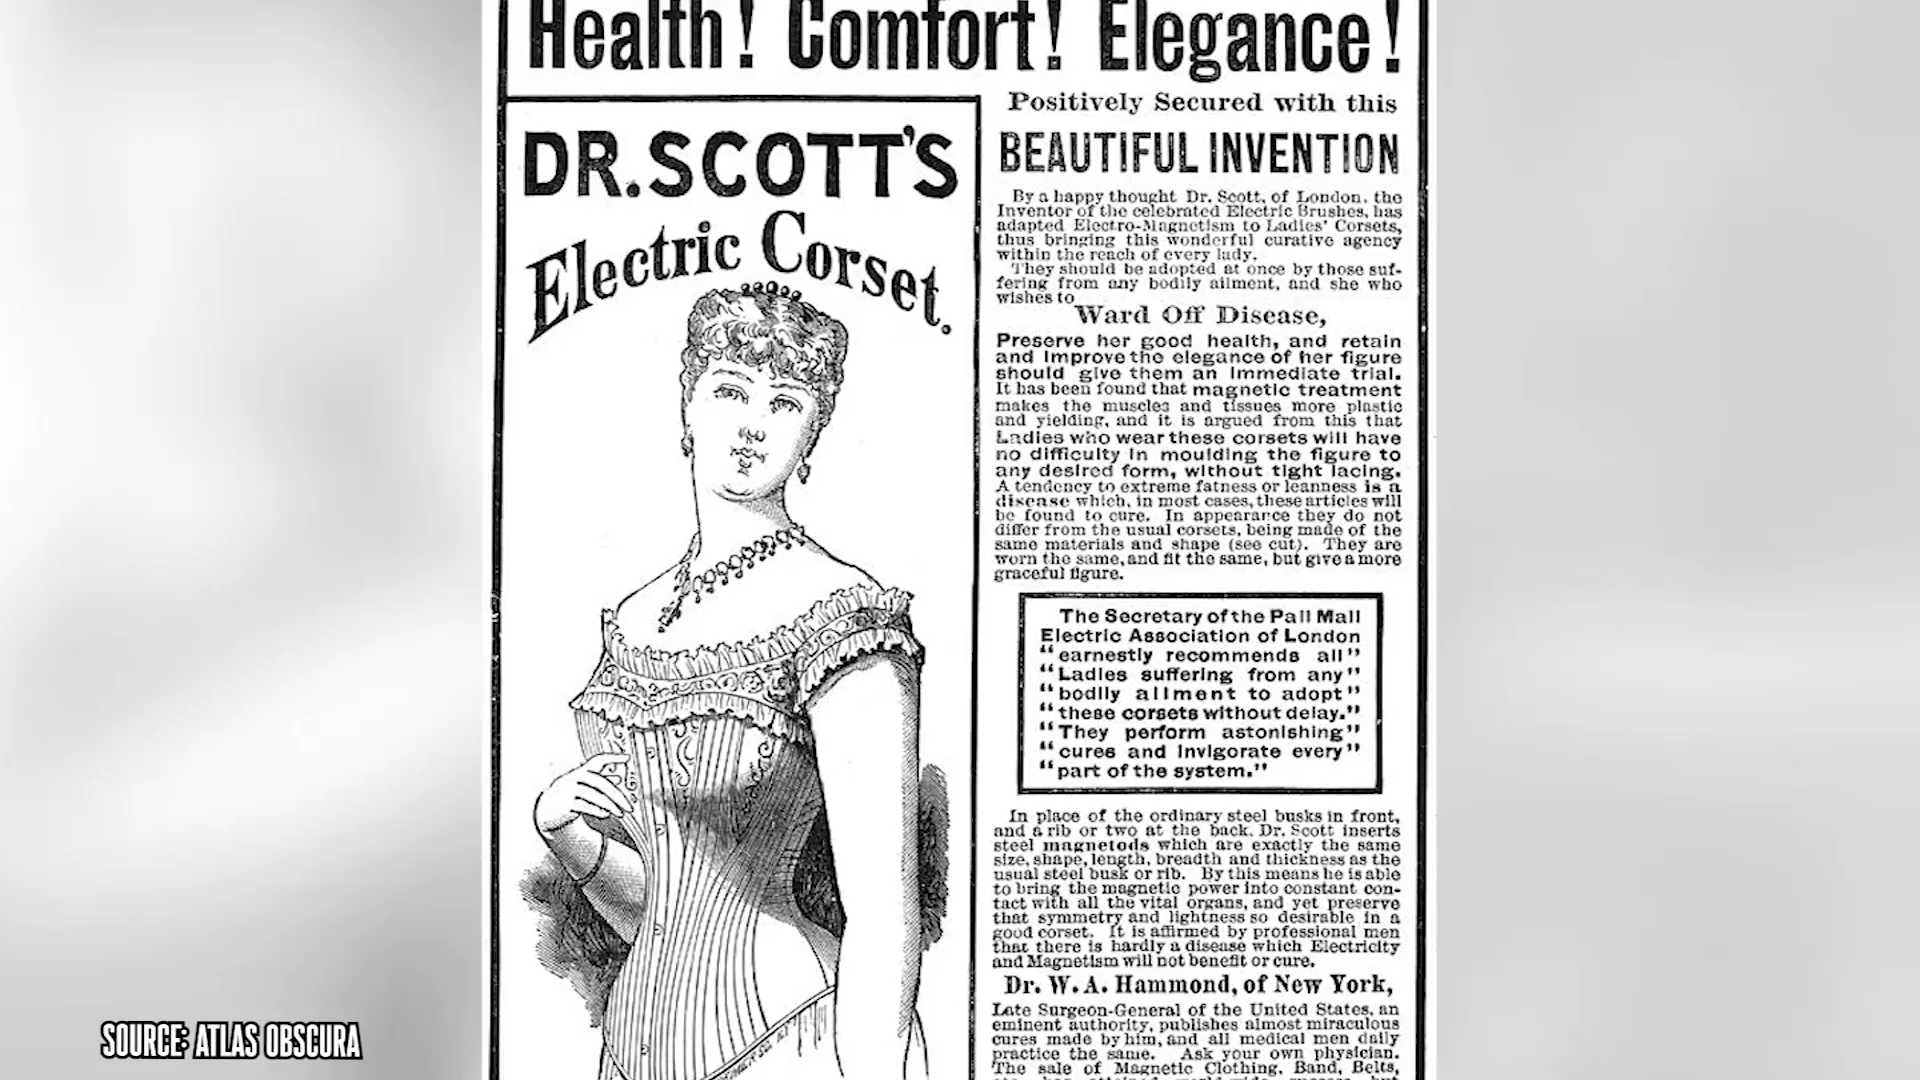 Health! Comfort! Elegance!
DR. SCOTT'S
Electric Corset.
Positively Secured with this
BEAUTIFUL INVENTION
By a happy thought Dr. Scott, of London, the
Inventor of the celebrated Electric Brushes, has
adapted Electro-Magnetism to Ladies' Corsets,
thus bringing this wonderful curative agency
within the reach of every lady.
They should be adopted at once by those suf-
fering from any bodily ailment, and she who
wishes to
Ward Off Disease,
Preserve her good health, and retain
and improve the elegance of her figure
should give them an immediate trial.
It has been found that magnetic treatment
makes the muscles and tissues more plastic
and yielding, and it is argued from this that
Ladies who wear these corsets will have
no difficulty in moulding the figure to
any desired form, without tight lacing.
A tendency to extreme fatness or leanness is a
disease which, in most cases, these articles will
be found to cure. In appearance they do not
differ from the usual corsets, being made of the
same materials and shape (see cut). They are
worn the same, and fit the same, but give a more
graceful figure.
The Secretary of the Pall Mall
Electric Association of London
"earnestly recommends all"
"Ladies suffering from any"
"bodily ailment to adopt"
"these corsets without delay."
"They perform astonishing"
"cures and invigorate every"
"part of the system."
In place of the ordinary steel busks in front,
and a rib or two at the back, Dr. Scott inserts
steel magnetods which are exactly the same
size, shape, length, breadth and thickness as the
usual steel busk or rib. By this means he is able
to bring the magnetic power into constant con-
tact with all the vital organs, and yet preserve
that symmetry and lightness so desirable in a
good corset. It is affirmed by professional men
that there is hardly a disease which Electricity
and Magnetism will not benefit or cure.
Dr. W. A. Hammond, of New York,
Late Surgeon-General of the United States, an
eminent authority, publishes almost miraculous
cures made by him, and all medical men daily
practice the same. Ask your own physician.
The sale of Magnetic Clothing, Band, Belts,
SOURCE: ATLAS OBSCURA